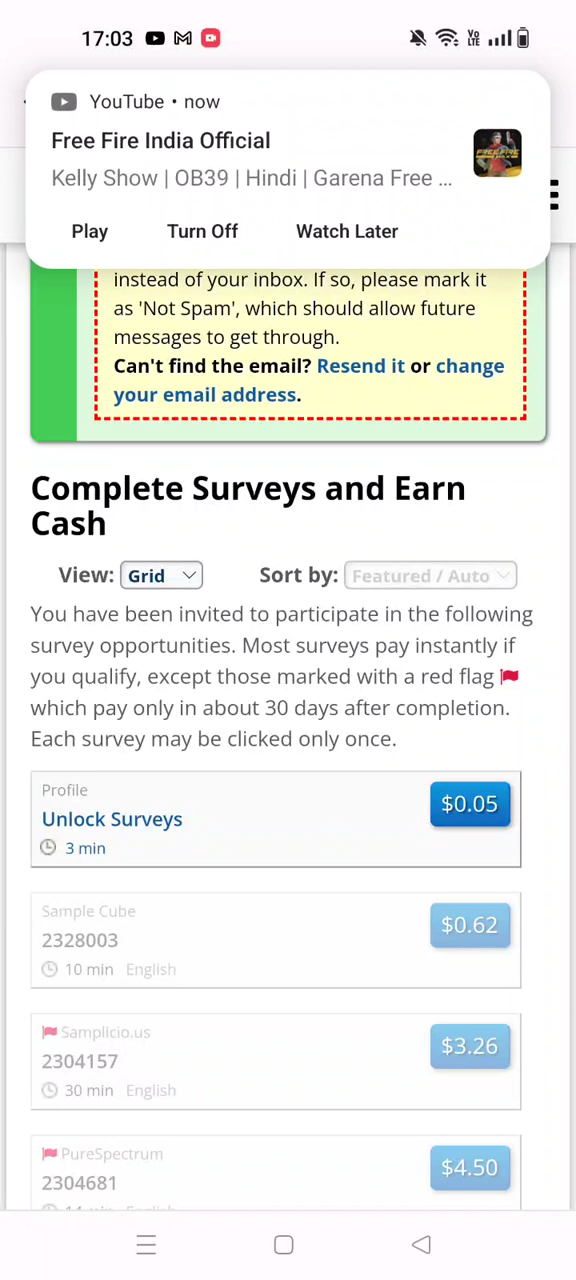 17:03
Vo LTE
YouTube • now
Free Fire India Official
Kelly Show | OB39 | Hindi | Garena Free ...
Play Turn Off Watch Later
instead of your inbox. If so, please mark it
as 'Not Spam', which should allow future
messages to get through.
Can't find the email? Resend it or change
your email address.
Complete Surveys and Earn
Cash
View: Grid Sort by: Featured / Auto
You have been invited to participate in the following
survey opportunities. Most surveys pay instantly if
you qualify, except those marked with a red flag
which pay only in about 30 days after completion.
Each survey may be clicked only once.
Profile
Unlock Surveys
$0.05
3 min
Sample Cube
2328003
$0.62
10 min English
Samplicio.us
2304157
$3.26
30 min English
PureSpectrum
2304681
$4.50